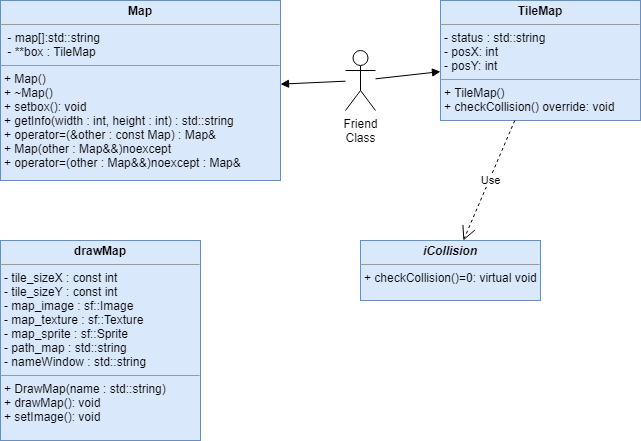 Map
- map[]:std::string
- **box : TileMap
+ Map()
+ ~Map()
+ setbox(): void
+ getInfo(width : int, height : int) : std::string
+ operator=(&other : const Map) : Map&
+ Map(other : Map&&)noexcept
+ operator=(other : Map&&)noexcept : Map&
Friend
Class
TileMap
- status : std::string
- posX: int
- posY: int
+ TileMap()
+ checkCollision() override: void
Use
iCollision
+ checkCollision()=0: virtual void
drawMap
- tile_sizeX : const int
- tile_sizeY : const int
- map_image : sf::Image
- map_texture : sf::Texture
- map_sprite : sf::Sprite
- path_map : std::string
- nameWindow : std::string
+ DrawMap(name : std::string)
+ drawMap(): void
+ setImage(): void